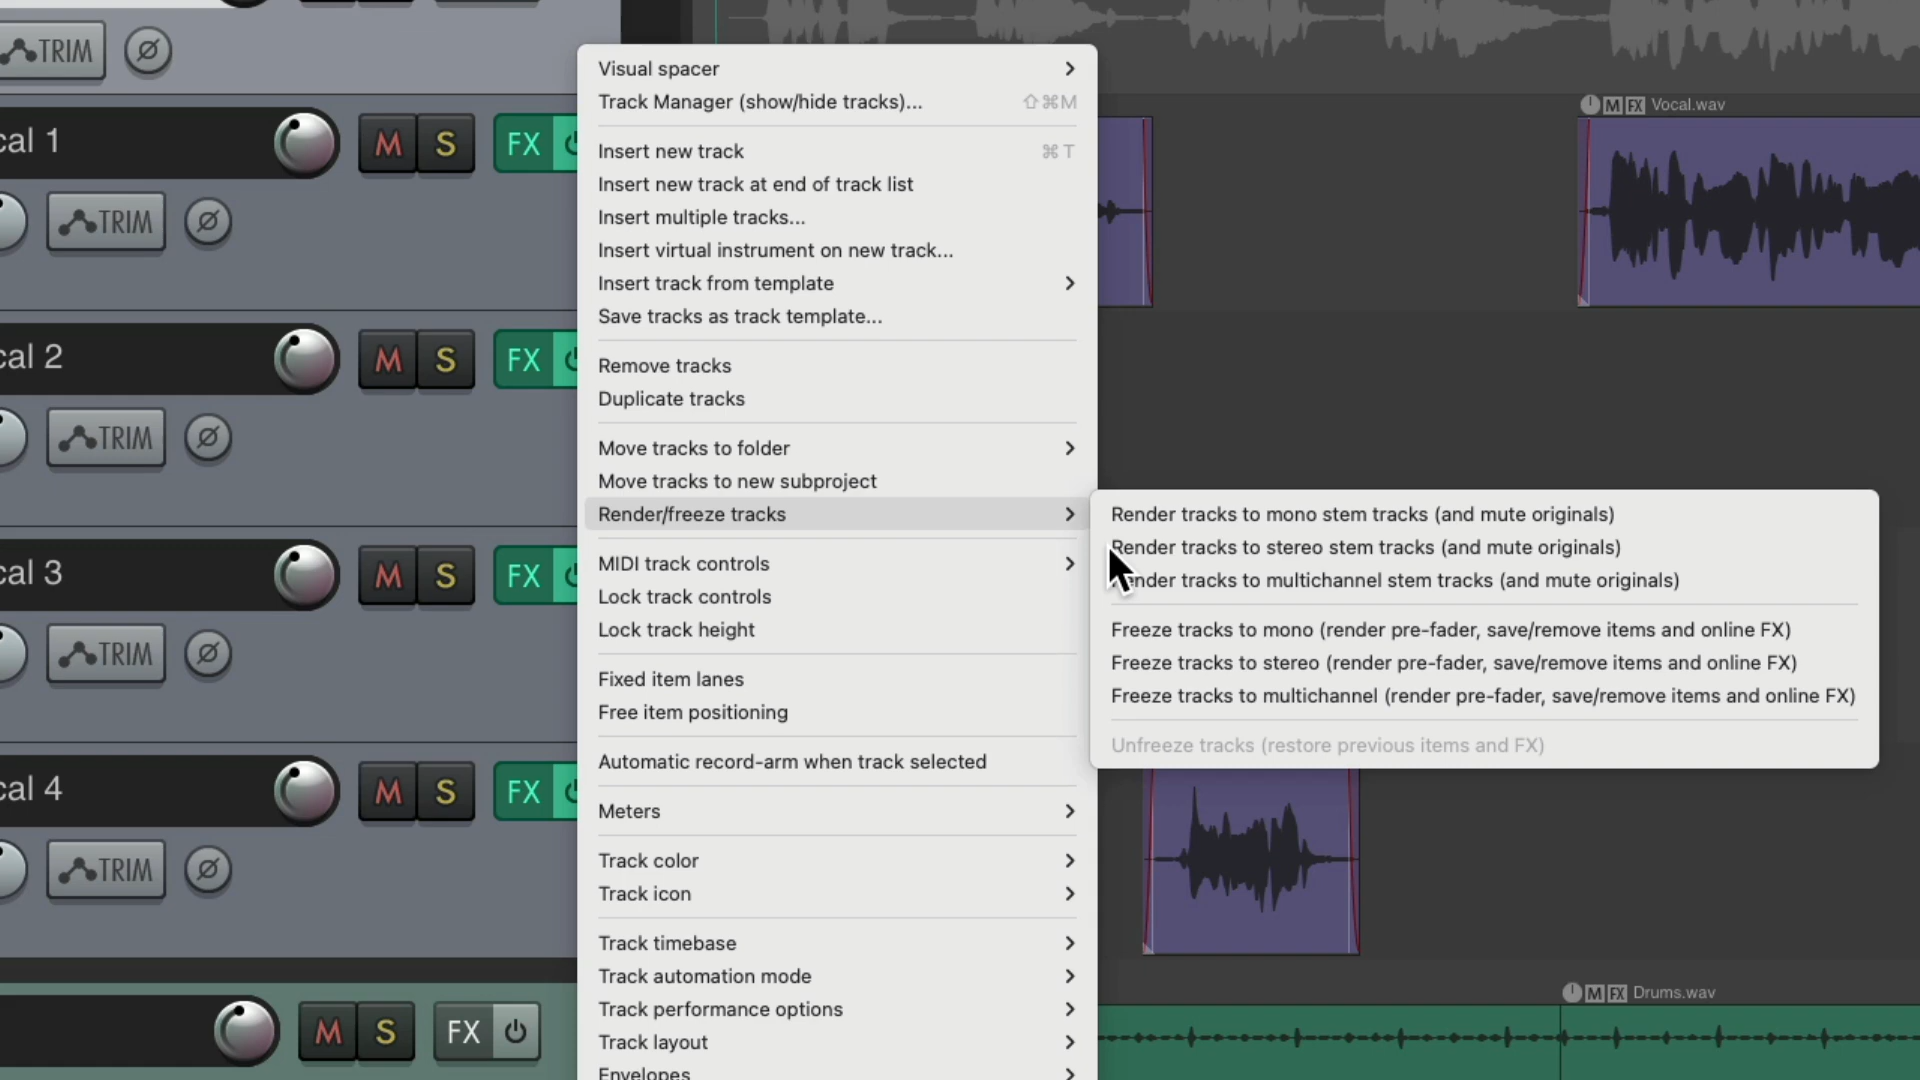 TRIM
cal 1
M
S
FX
TRIM
cal 2
M
S
FX
TRIM
cal 3
M
S
FX
TRIM
cal 4
M
S
FX
TRIM
M
S
FX
Visual spacer
Track Manager (show/hide tracks)... ⇧⌘M
Insert new track ⌘T
Insert new track at end of track list
Insert multiple tracks...
Insert virtual instrument on new track...
Insert track from template
Save tracks as track template...
Remove tracks
Duplicate tracks
Move tracks to folder
Move tracks to new subproject
Render/freeze tracks
MIDI track controls
Lock track controls
Lock track height
Fixed item lanes
Free item positioning
Automatic record-arm when track selected
Meters
Track color
Track icon
Track timebase
Track automation mode
Track performance options
Track layout
Envelopes
Render tracks to mono stem tracks (and mute originals)
Render tracks to stereo stem tracks (and mute originals)
Render tracks to multichannel stem tracks (and mute originals)
Freeze tracks to mono (render pre-fader, save/remove items and online FX)
Freeze tracks to stereo (render pre-fader, save/remove items and online FX)
Freeze tracks to multichannel (render pre-fader, save/remove items and online FX)
Unfreeze tracks (restore previous items and FX)
M FX Vocal.wav
M FX Drums.wav